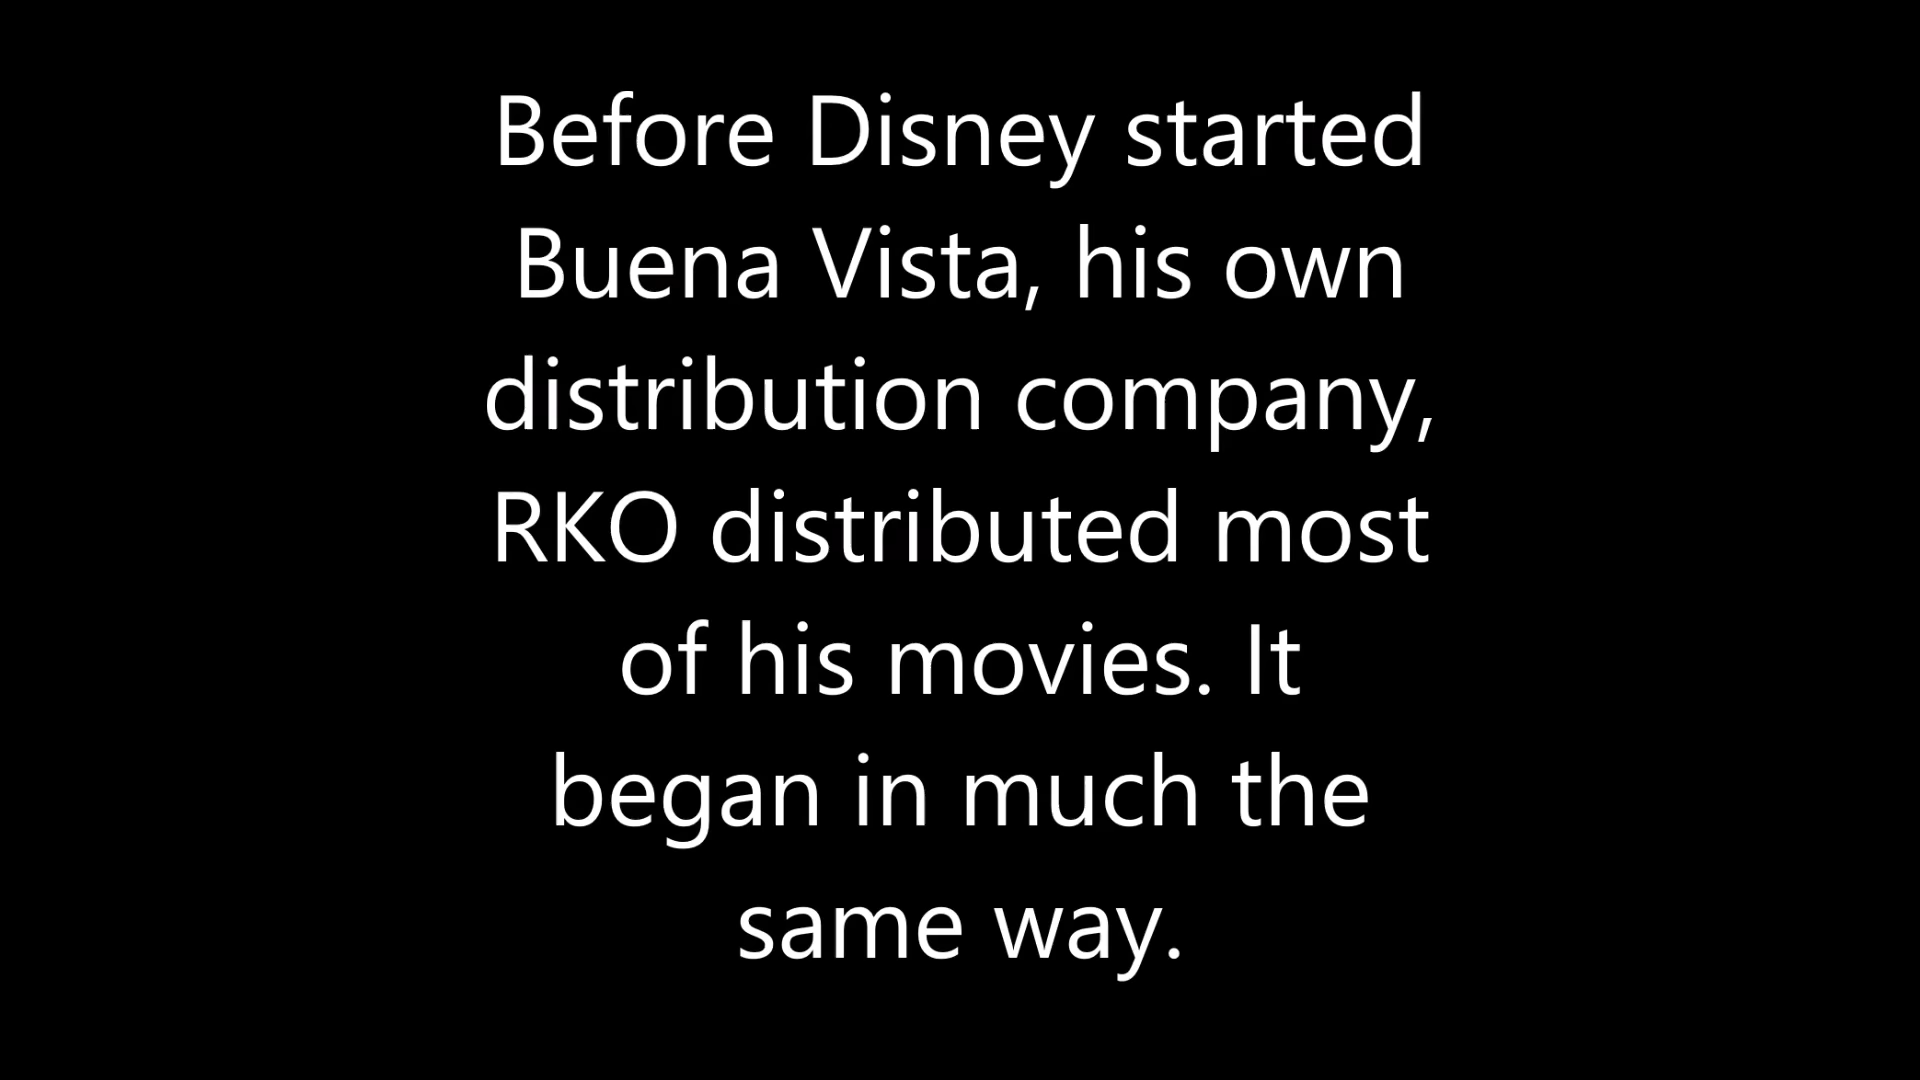 Before Disney started
Buena Vista, his own
distribution company,
RKO distributed most
of his movies. It
began in much the
same way.